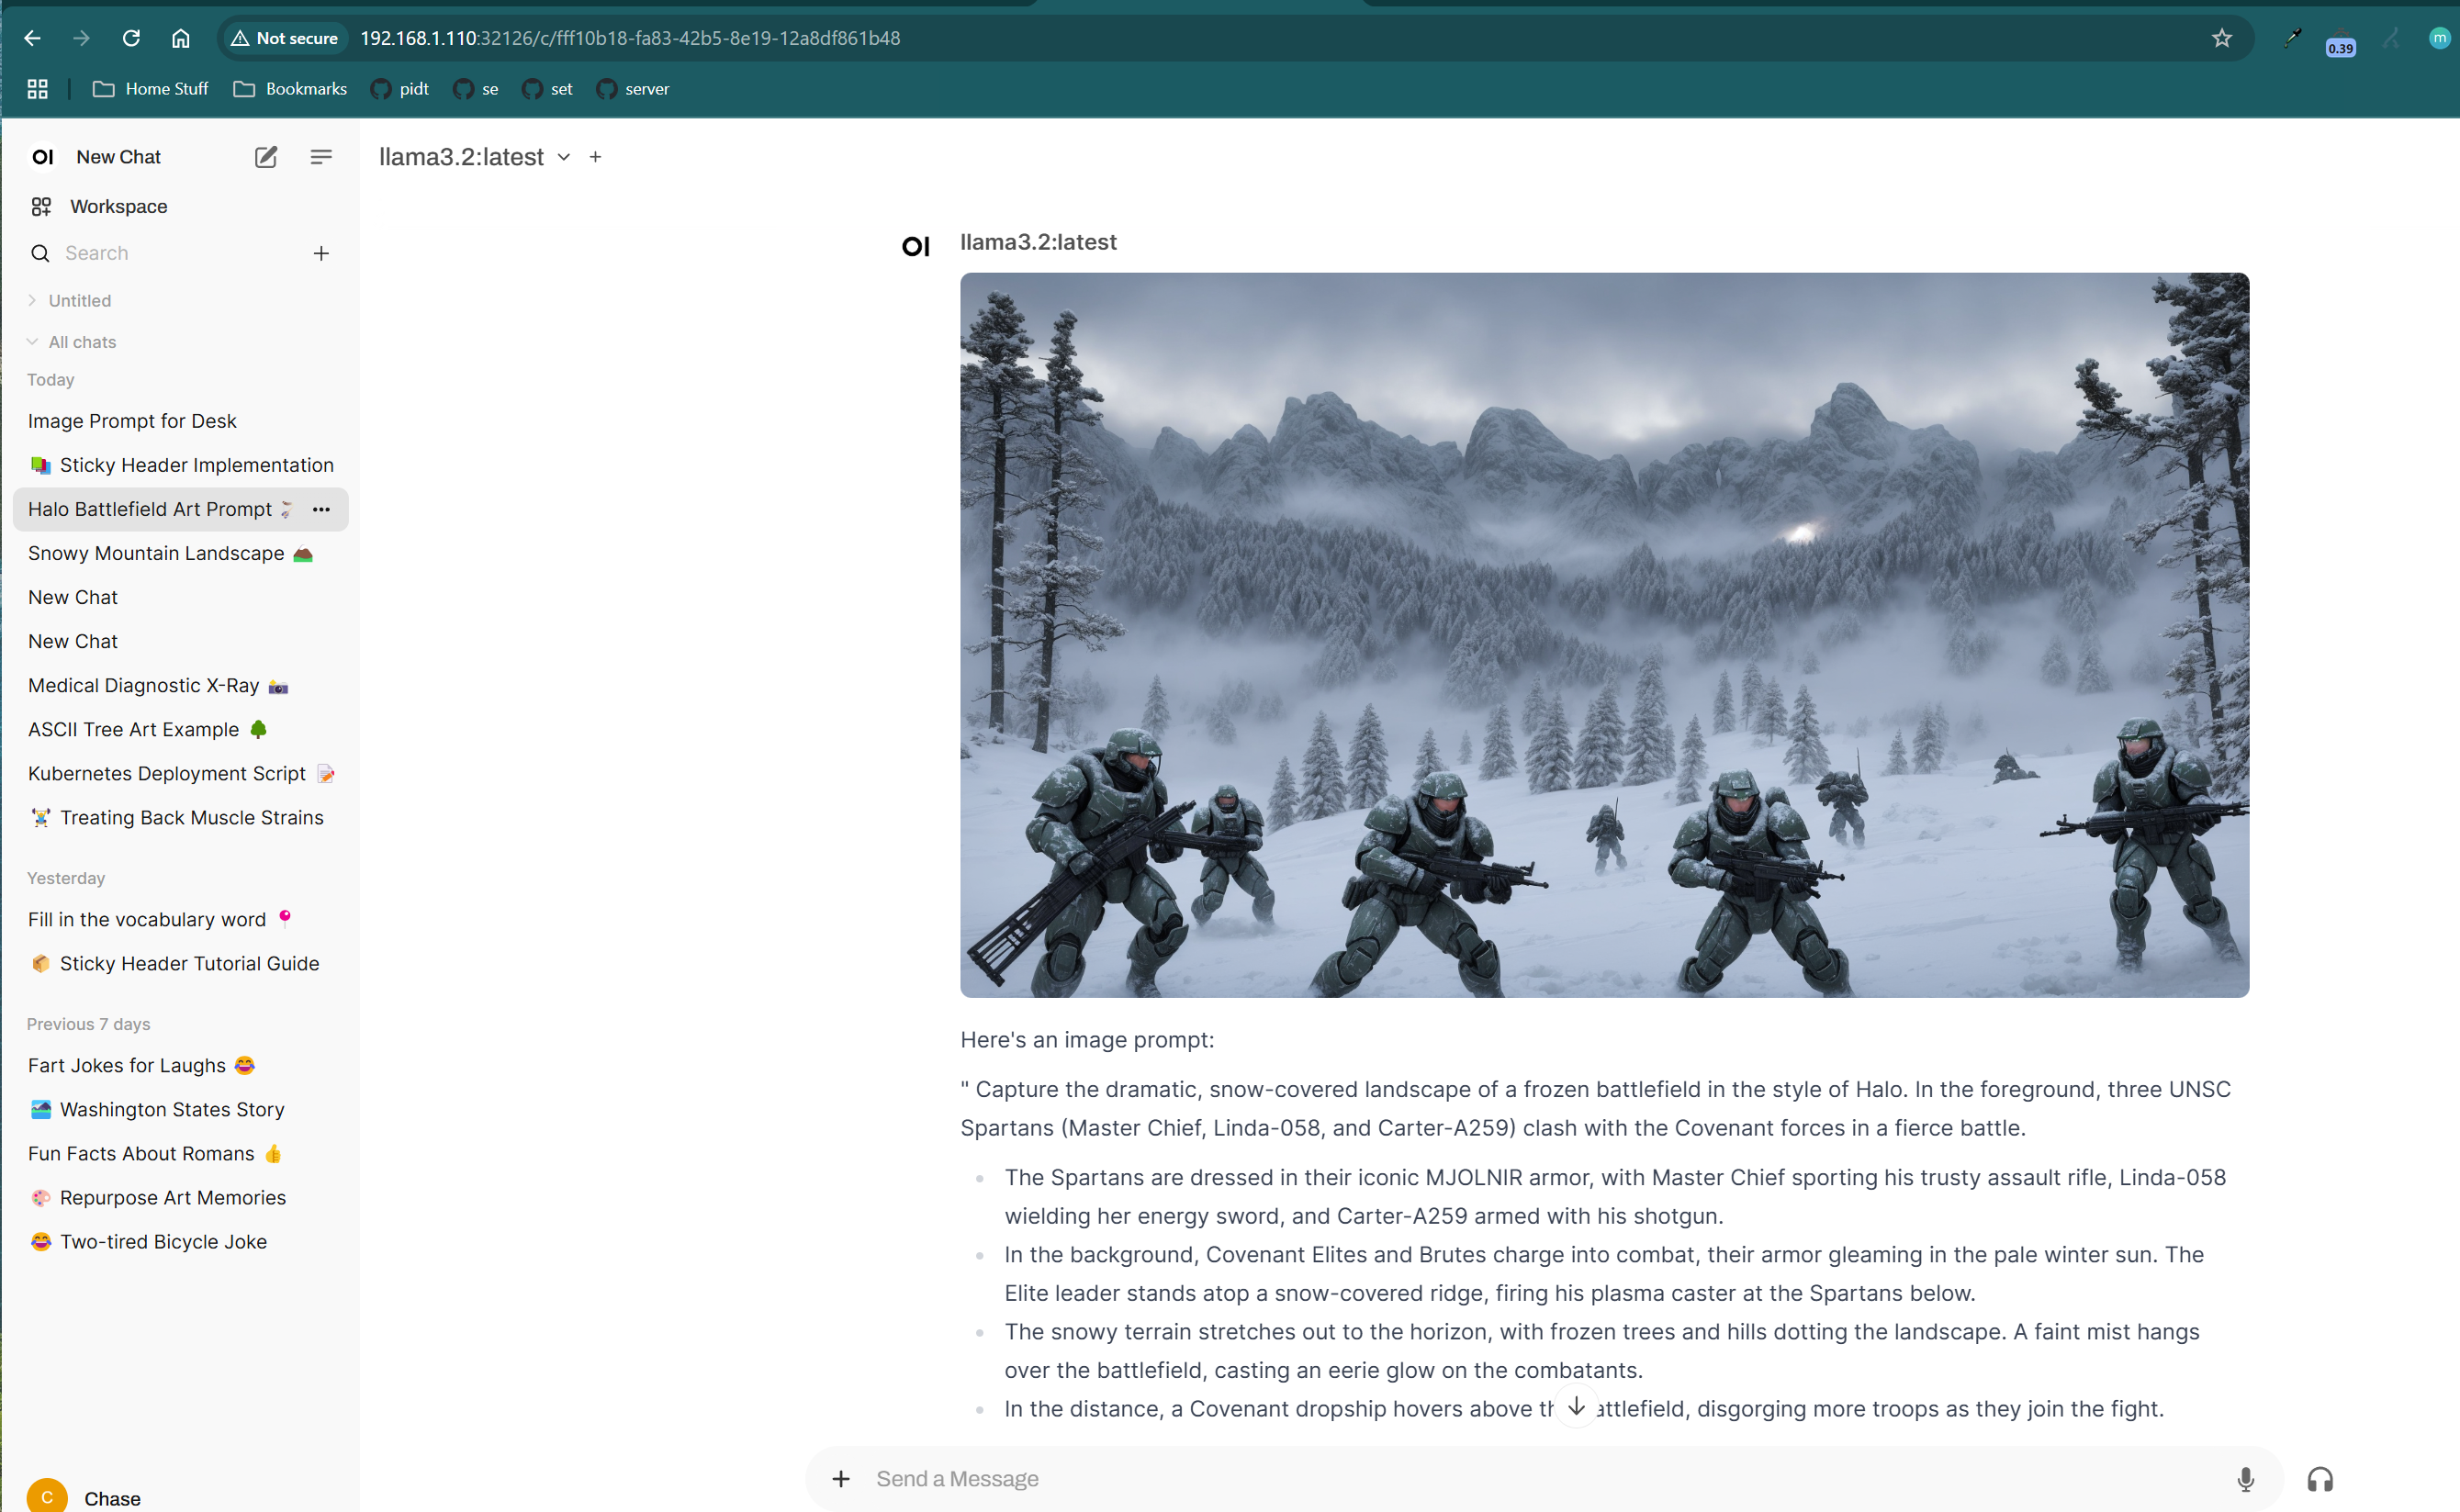 Not secure
192.168.1.110:32126/c/fff10b18-fa83-42b5-8e19-12a8df861b48
0.39
m
Home Stuff
Bookmarks
pidt
se
set
server
OI
New Chat
Workspace
Search
Untitled
All chats
Today
Image Prompt for Desk
Sticky Header Implementation
Halo Battlefield Art Prompt
Snowy Mountain Landscape
New Chat
New Chat
Medical Diagnostic X-Ray
ASCII Tree Art Example
Kubernetes Deployment Script
Treating Back Muscle Strains
Yesterday
Fill in the vocabulary word
Sticky Header Tutorial Guide
Previous 7 days
Fart Jokes for Laughs
Washington States Story
Fun Facts About Romans
Repurpose Art Memories
Two-tired Bicycle Joke
C
Chase
llama3.2:latest
OI
llama3.2:latest
Here's an image prompt:
" Capture the dramatic, snow-covered landscape of a frozen battlefield in the style of Halo. In the foreground, three UNSC
Spartans (Master Chief, Linda-058, and Carter-A259) clash with the Covenant forces in a fierce battle.
The Spartans are dressed in their iconic MJOLNIR armor, with Master Chief sporting his trusty assault rifle, Linda-058
wielding her energy sword, and Carter-A259 armed with his shotgun.
In the background, Covenant Elites and Brutes charge into combat, their armor gleaming in the pale winter sun. The
Elite leader stands atop a snow-covered ridge, firing his plasma caster at the Spartans below.
The snowy terrain stretches out to the horizon, with frozen trees and hills dotting the landscape. A faint mist hangs
over the battlefield, casting an eerie glow on the combatants.
In the distance, a Covenant dropship hovers above th attlefield, disgorging more troops as they join the fight.
Send a Message